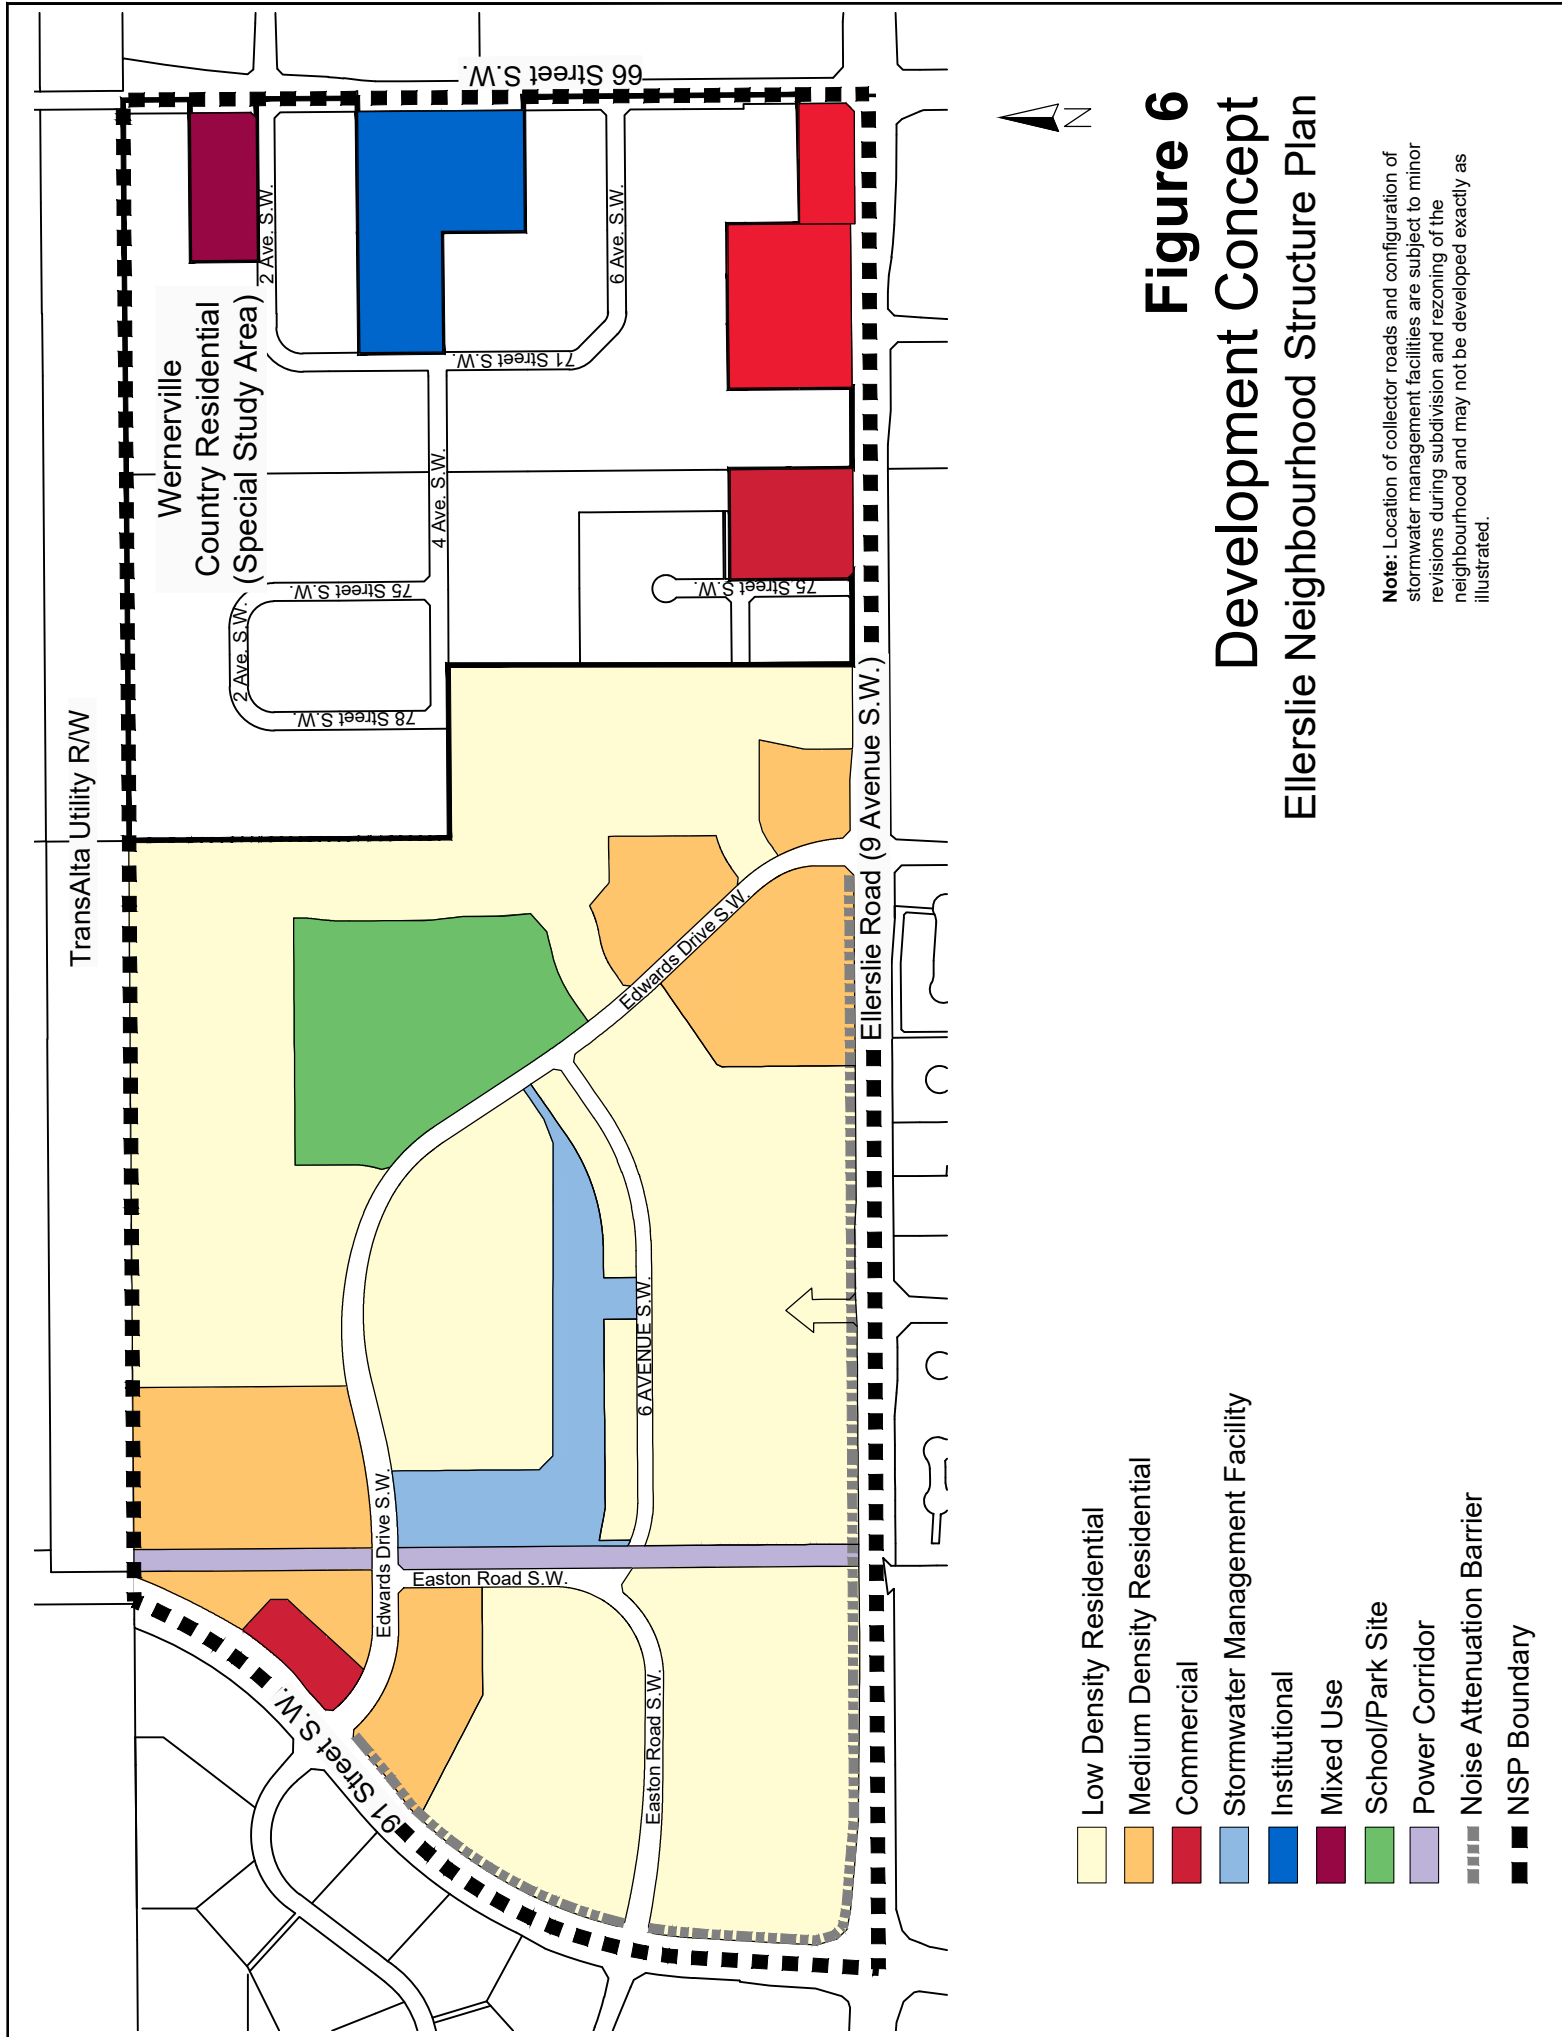 TransAlta Utility R/W
Wernerville
Country Residential
(Special Study Area)
66 Street S.W.
2 Ave. S.W.
2 Ave. S.W.
78 Street S.W.
75 Street S.W.
4 Ave. S.W.
71 Street S.W.
6 Ave. S.W.
75 Street S.W.
91 Street S.W.
Edwards Drive S.W.
Easton Road S.W.
Easton Road S.W.
6 AVENUE S.W.
Edwards Drive S.W.
Ellerslie Road (9 Avenue S.W.)
N
Low Density Residential
Medium Density Residential
Commercial
Stormwater Management Facility
Institutional
Mixed Use
School/Park Site
Power Corridor
Noise Attenuation Barrier
NSP Boundary
Figure 6
Development Concept
Ellerslie Neighbourhood Structure Plan
Note: Location of collector roads and configuration of
stormwater management facilities are subject to minor
revisions during subdivision and rezoning of the
neighbourhood and may not be developed exactly as
illustrated.